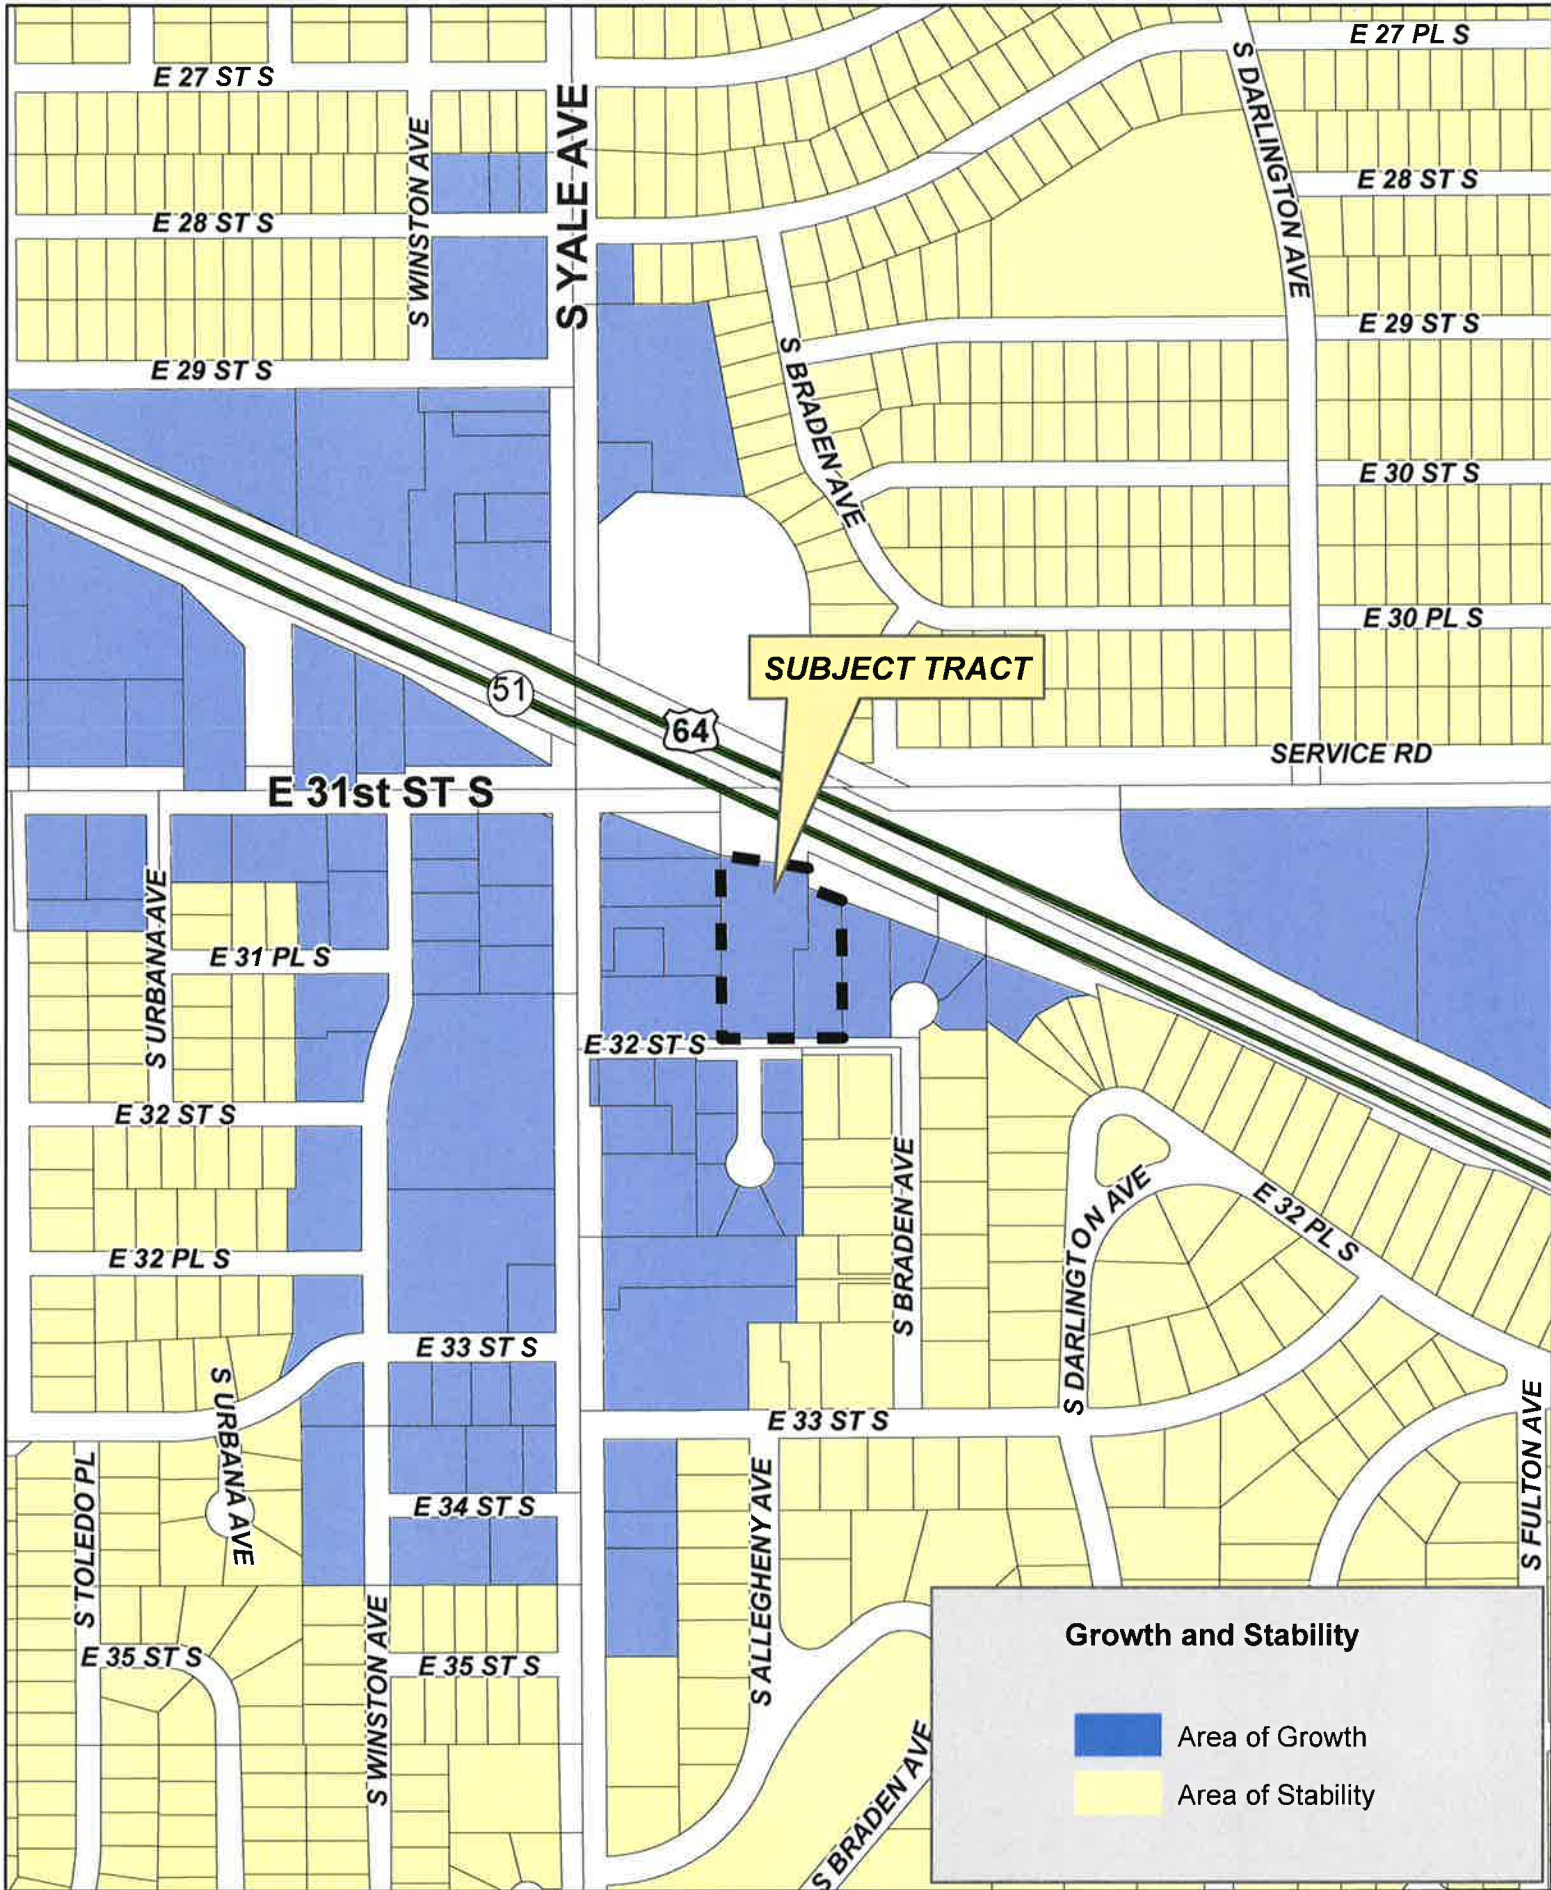 E 27 PL S
E 27 ST S
S DARLINGTON AVE
S WINSTON AVE
S YALE AVE
E 28 ST S
E 28 ST S
E 29 ST S
E 29 ST S
S BRADEN AVE
E 30 ST S
E 30 PL S
SUBJECT TRACT
51
64
SERVICE RD
E 31st ST S
S URBANA AVE
E 31 PL S
E 32 ST S
E 32 ST S
S BRADEN AVE
S DARLINGTON AVE
E 32 PL S
E 32 PL S
E 33 ST S
S URBANA AVE
E 33 ST S
S FULTON AVE
S TOLEDO PL
S ALLEGHENY AVE
E 34 ST S
S WINSTON AVE
E 35 ST S
E 35 ST S
S BRADEN AVE
Growth and Stability
Area of Growth
Area of Stability